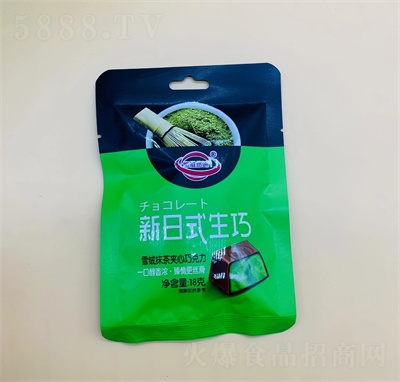 5888.TV
®
チョコレート
新日式生巧
雪绒抹茶夹心巧克力
一口醇香浓·慷慨更丝滑
净含量:18克
火爆食品招商网